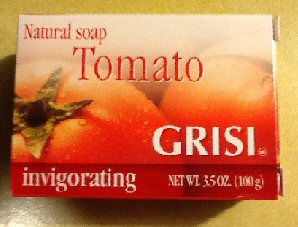 Natural soap
Tomato
GRISI
invigorating NET WT. 3.5 OZ. (100 g)